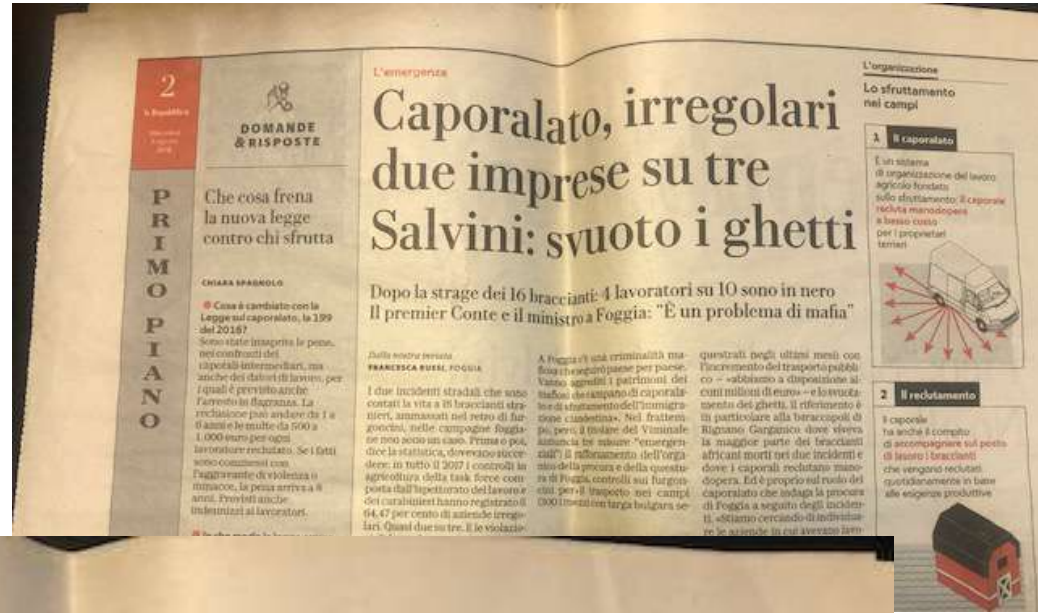 2
la Repubblica
PRIMO PIANO
DOMANDE
& RISPOSTE
Che cosa frena
la nuova legge
contro chi sfrutta
CHIARA SPAGNOLO
Cosa è cambiato con la
Legge sul caporalato, la 199
del 2016?
Sono state inasprite le pene,
nei confronti dei
caporali-intermediari, ma
anche dei datori di lavoro, per
i quali è previsto anche
l'arresto in flagranza. La
reclusione può andare da 1 a
6 anni e le multe da 500 a
1.000 euro per ogni
lavoratore reclutato. Se i fatti
sono commessi con
l'aggravante di violenza o
minacce, la pena arriva a 8
anni. Previsti anche
indennizzi ai lavoratori.
L'emergenza
Caporalato, irregolari
due imprese su tre
Salvini: svuoto i ghetti
Dopo la strage dei 16 braccianti: 4 lavoratori su 10 sono in nero
Il premier Conte e il ministro a Foggia: "È un problema di mafia"
Dalla nostra inviata
FRANCESCA RUSSI, FOGGIA
I due incidenti stradali che sono
costati la vita a 16 braccianti stra-
nieri, ammassati nel retro di fur-
goncini, nelle campagne foggia-
ne non sono un caso. Prima o poi,
dice la statistica, dovevano succe-
dere: in tutto il 2017 i controlli in
agricoltura della task force com-
posta dall'Ispettorato del lavoro e
dei carabinieri hanno registrato il
64,47 per cento di aziende irrego-
lari. Quasi due su tre. E le violazio-
A Foggia c'è una criminalità ma-
fiosa che seguirò paese per paese.
Vanno aggrediti i patrimoni dei
mafiosi che campano di caporala-
to e di sfruttamento dell'immigra-
zione clandestina». Nel frattem-
po, però, il titolare del Viminale
annuncia tre misure "emergen-
ziali": il rafforzamento dell'orga-
nico della procura e della questu-
ra di Foggia, controlli sui furgon-
cini per il trasporto nei campi
(300 i mezzi con targa bulgara se-
questrati negli ultimi mesi) con
l'incremento del trasporto pubbli-
co – «abbiamo a disposizione al-
cuni milioni di euro» – e lo svuota-
mento dei ghetti. Il riferimento è
in particolare alla baraccopoli di
Rignano Garganico dove viveva
la maggior parte dei braccianti
africani morti nei due incidenti e
dove i caporali reclutano mano-
dopera. Ed è proprio sul ruolo del
caporalato che indaga la procura
di Foggia a seguito degli inciden-
ti. «Stiamo cercando di individua-
re le aziende in cui avevano lavo-
L'organizzazione
Lo sfruttamento
nei campi
1 Il caporalato
È un sistema
di organizzazione del lavoro
agricolo fondato
sullo sfruttamento: il caporale
recluta manodopera
a basso costo
per i proprietari
terrieri
2 Il reclutamento
Il caporale
ha anche il compito
di accompagnare sul posto
di lavoro i braccianti
che vengono reclutati
quotidianamente in base
alle esigenze produttive